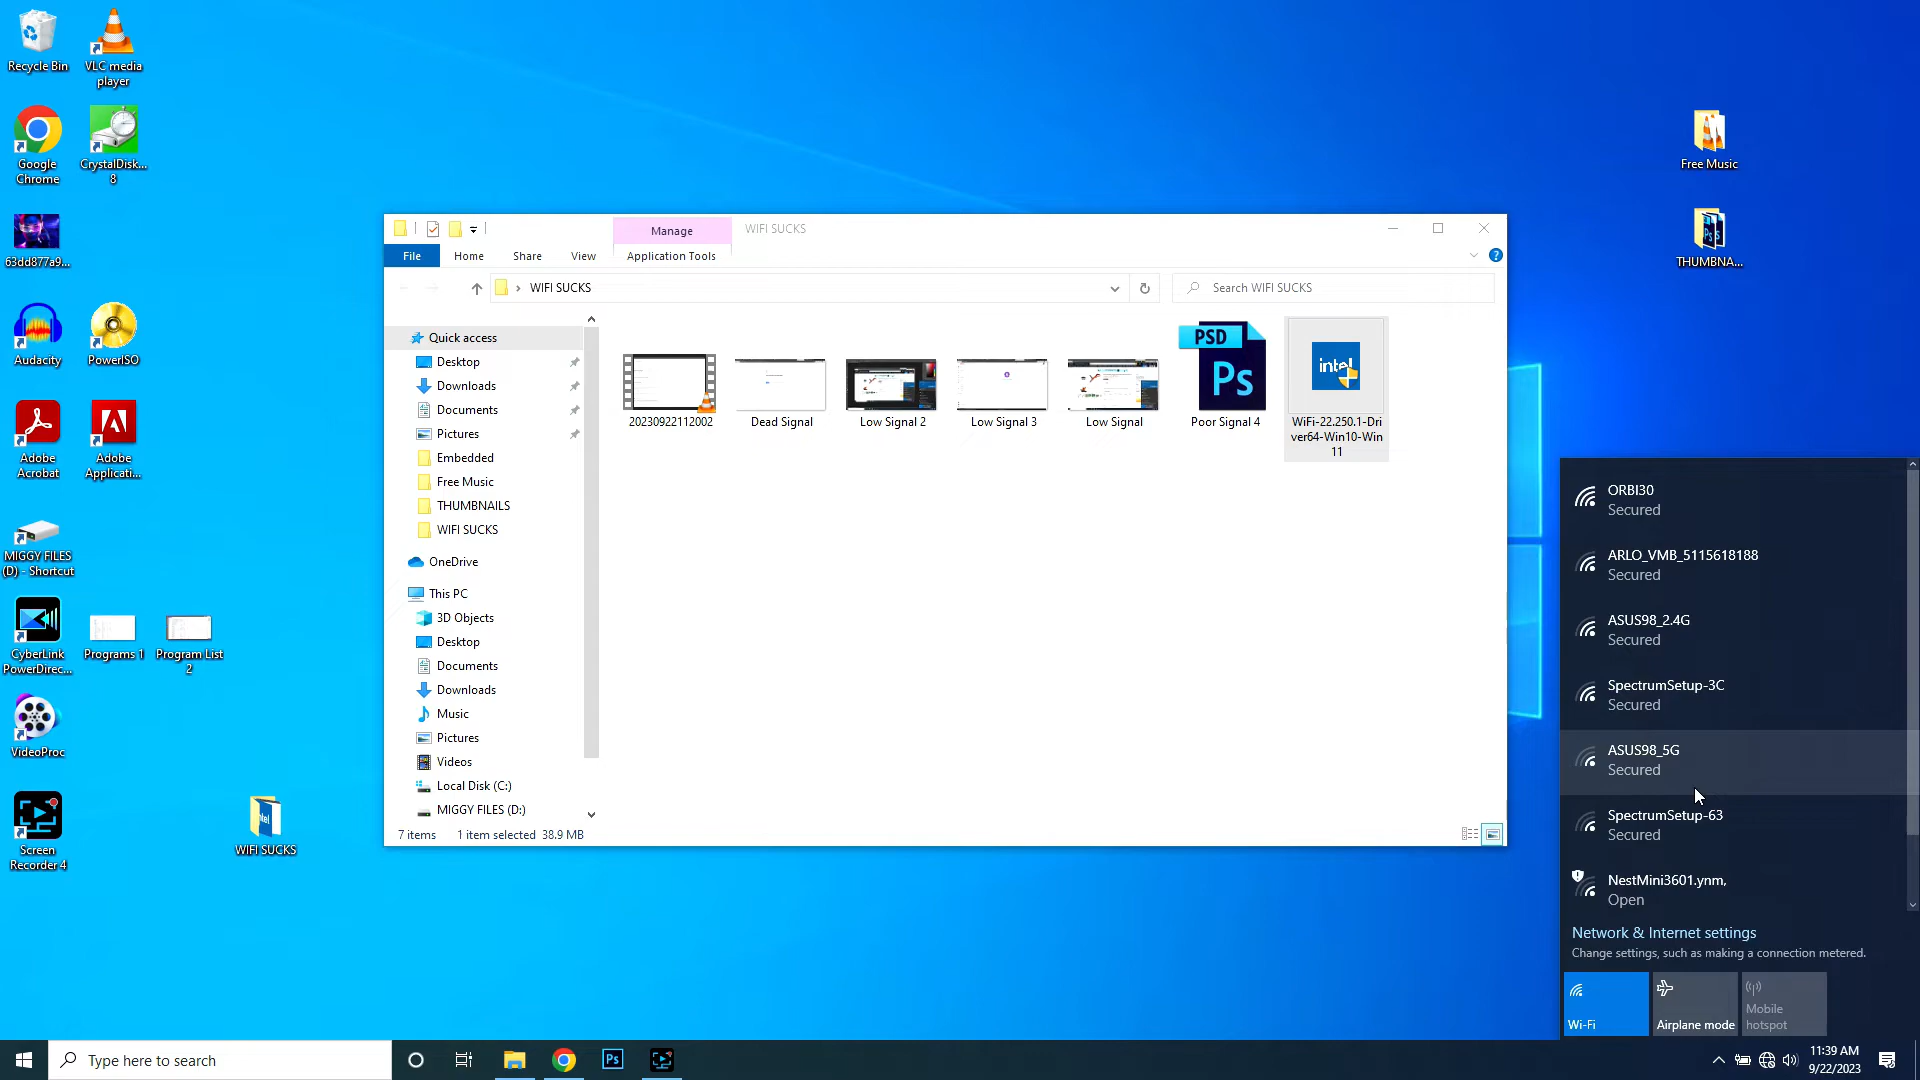 Recycle Bin
VLC media
player
Google
Chrome
CrystalDisk...
8
63dd877a9...
Audacity
PowerISO
Adobe
Acrobat
Adobe
Applicati...
MIGGY FILES
(D) - Shortcut
CyberLink
PowerDirec...
Programs 1
Program List
2
VideoProc
Screen
Recorder 4
WIFI SUCKS
intel
Free Music
THUMBNA...
Manage
WIFI SUCKS
File
Home
Share
View
Application Tools
WIFI SUCKS
Search WIFI SUCKS
Quick access
Desktop
Downloads
Documents
Pictures
Embedded
Free Music
THUMBNAILS
WIFI SUCKS
OneDrive
This PC
3D Objects
Desktop
Documents
Downloads
Music
Pictures
Videos
Local Disk (C:)
MIGGY FILES (D:)
20230922112002
Dead Signal
Low Signal 2
Low Signal 3
Low Signal
PSD
Ps
Poor Signal 4
intel
WiFi-22.250.1-Dri
ver64-Win10-Win
11
7 items
1 item selected 38.9 MB
ORBI30
Secured
ARLO_VMB_5115618188
Secured
ASUS98_2.4G
Secured
SpectrumSetup-3C
Secured
ASUS98_5G
Secured
SpectrumSetup-63
Secured
NestMini3601.ynm,
Open
Network & Internet settings
Change settings, such as making a connection metered.
Wi-Fi
Airplane mode
Mobile
hotspot
Type here to search
Ps
11:39 AM
9/22/2023